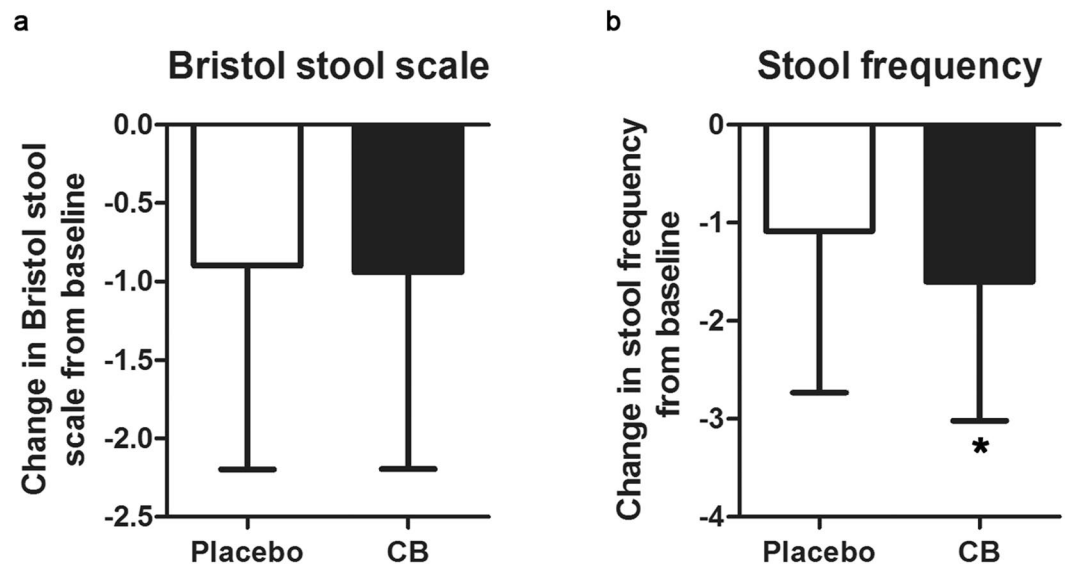 a
Bristol stool scale
Change in Bristol stool
scale from baseline
0.0
-0.5
-1.0
-1.5
-2.0
-2.5
Placebo
CB
b
Stool frequency
Change in stool frequency
from baseline
0
-1
-2
-3
-4
*
Placebo
CB